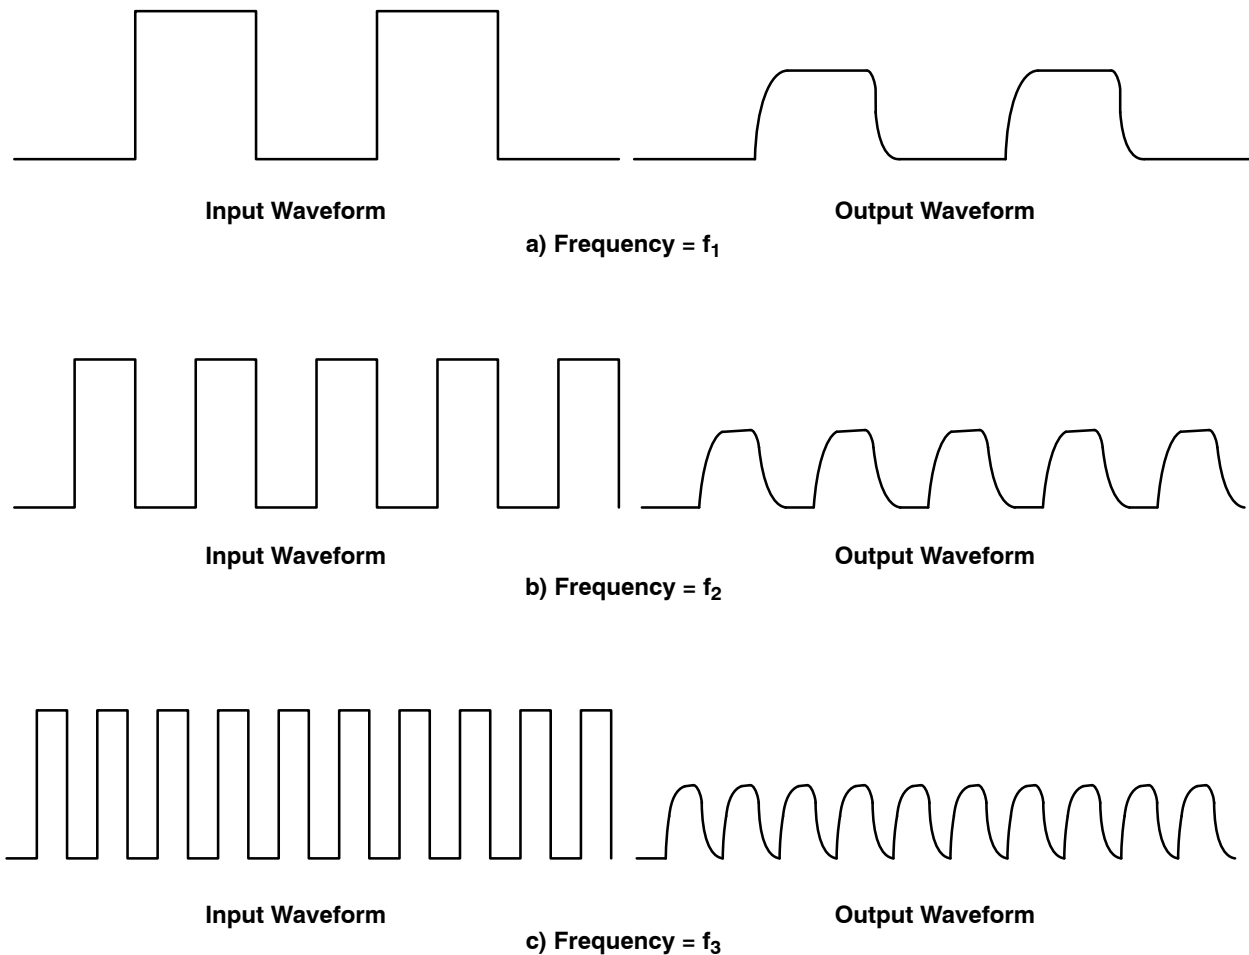 Input Waveform
Output Waveform
a) Frequency = f₁
Input Waveform
Output Waveform
b) Frequency = f₂
Input Waveform
Output Waveform
c) Frequency = f₃